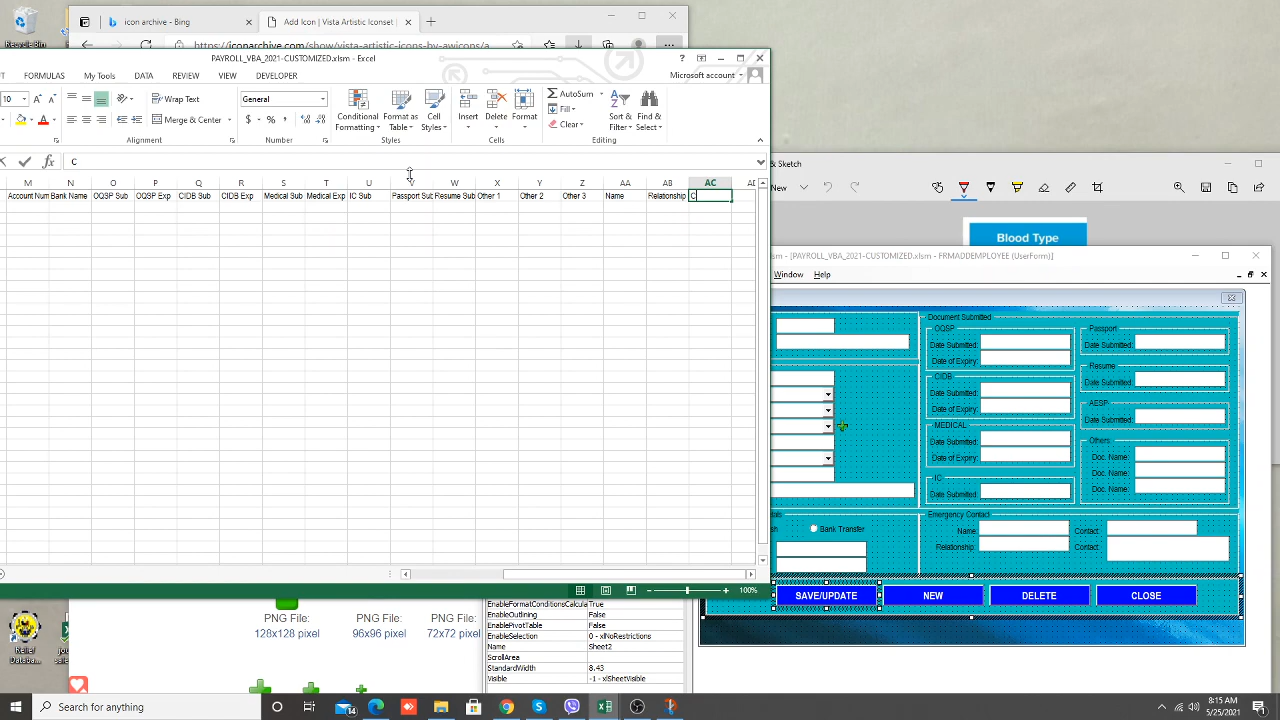 icon archive - Bing
Add Icon | Vista Artistic Iconset
https://iconarchive.com/show/vista-artistic-icons-by-awicons/a
PAYROLL_VBA_2021-CUSTOMIZED.xlsm - Excel
FORMULAS My Tools DATA REVIEW VIEW DEVELOPER
Microsoft account
10 A A Wrap Text General
Merge & Center $ % ,
Conditional Formatting
Format as Table
Cell Styles
Insert Delete Format
AutoSum
Fill
Clear
Sort & Filter
Find & Select
Alignment Number Styles Cells Editing
fx C
M N O P Q R S T U V W X Y Z AA AB AC
Account Num Bank Name OQSP Sub OQSP Exp CIDB Sub CIDB Exp Medical Sub Medical Exp IC Sub Passport Sub Resume Sub Other 1 Other 2 Other 3 Name Relationship C
100%
& Sketch
New
Blood Type
[PAYROLL_VBA_2021-CUSTOMIZED.xlsm - FRMADDEMPLOYEE (UserForm)]
Window Help
Document Submitted
OQSP
Date Submitted:
Date of Expiry:
CIDB
Date Submitted:
Date of Expiry:
MEDICAL
Date Submitted:
Date of Expiry:
IC
Date Submitted:
Passport
Date Submitted:
Resume
Date Submitted:
AESP
Date Submitted:
Others
Doc. Name:
Doc. Name:
Doc. Name:
Bank Transfer
Emergency Contact
Name:
Relationship:
Contact:
Contact:
SAVE/UPDATE NEW DELETE CLOSE
PNG File: PNG File: PNG File:
128x128 pixel 96x96 pixel 72x72 pixel
EnableFormatConditionsCalcula True
EnableOutlining False
EnablePivotTable False
EnableSelection 0 - xlNoRestrictions
Name Sheet2
ScrollArea
StandardWidth 8.43
Visible -1 - xlSheetVisible
Search for anything
14
8:15 AM
5/25/2021